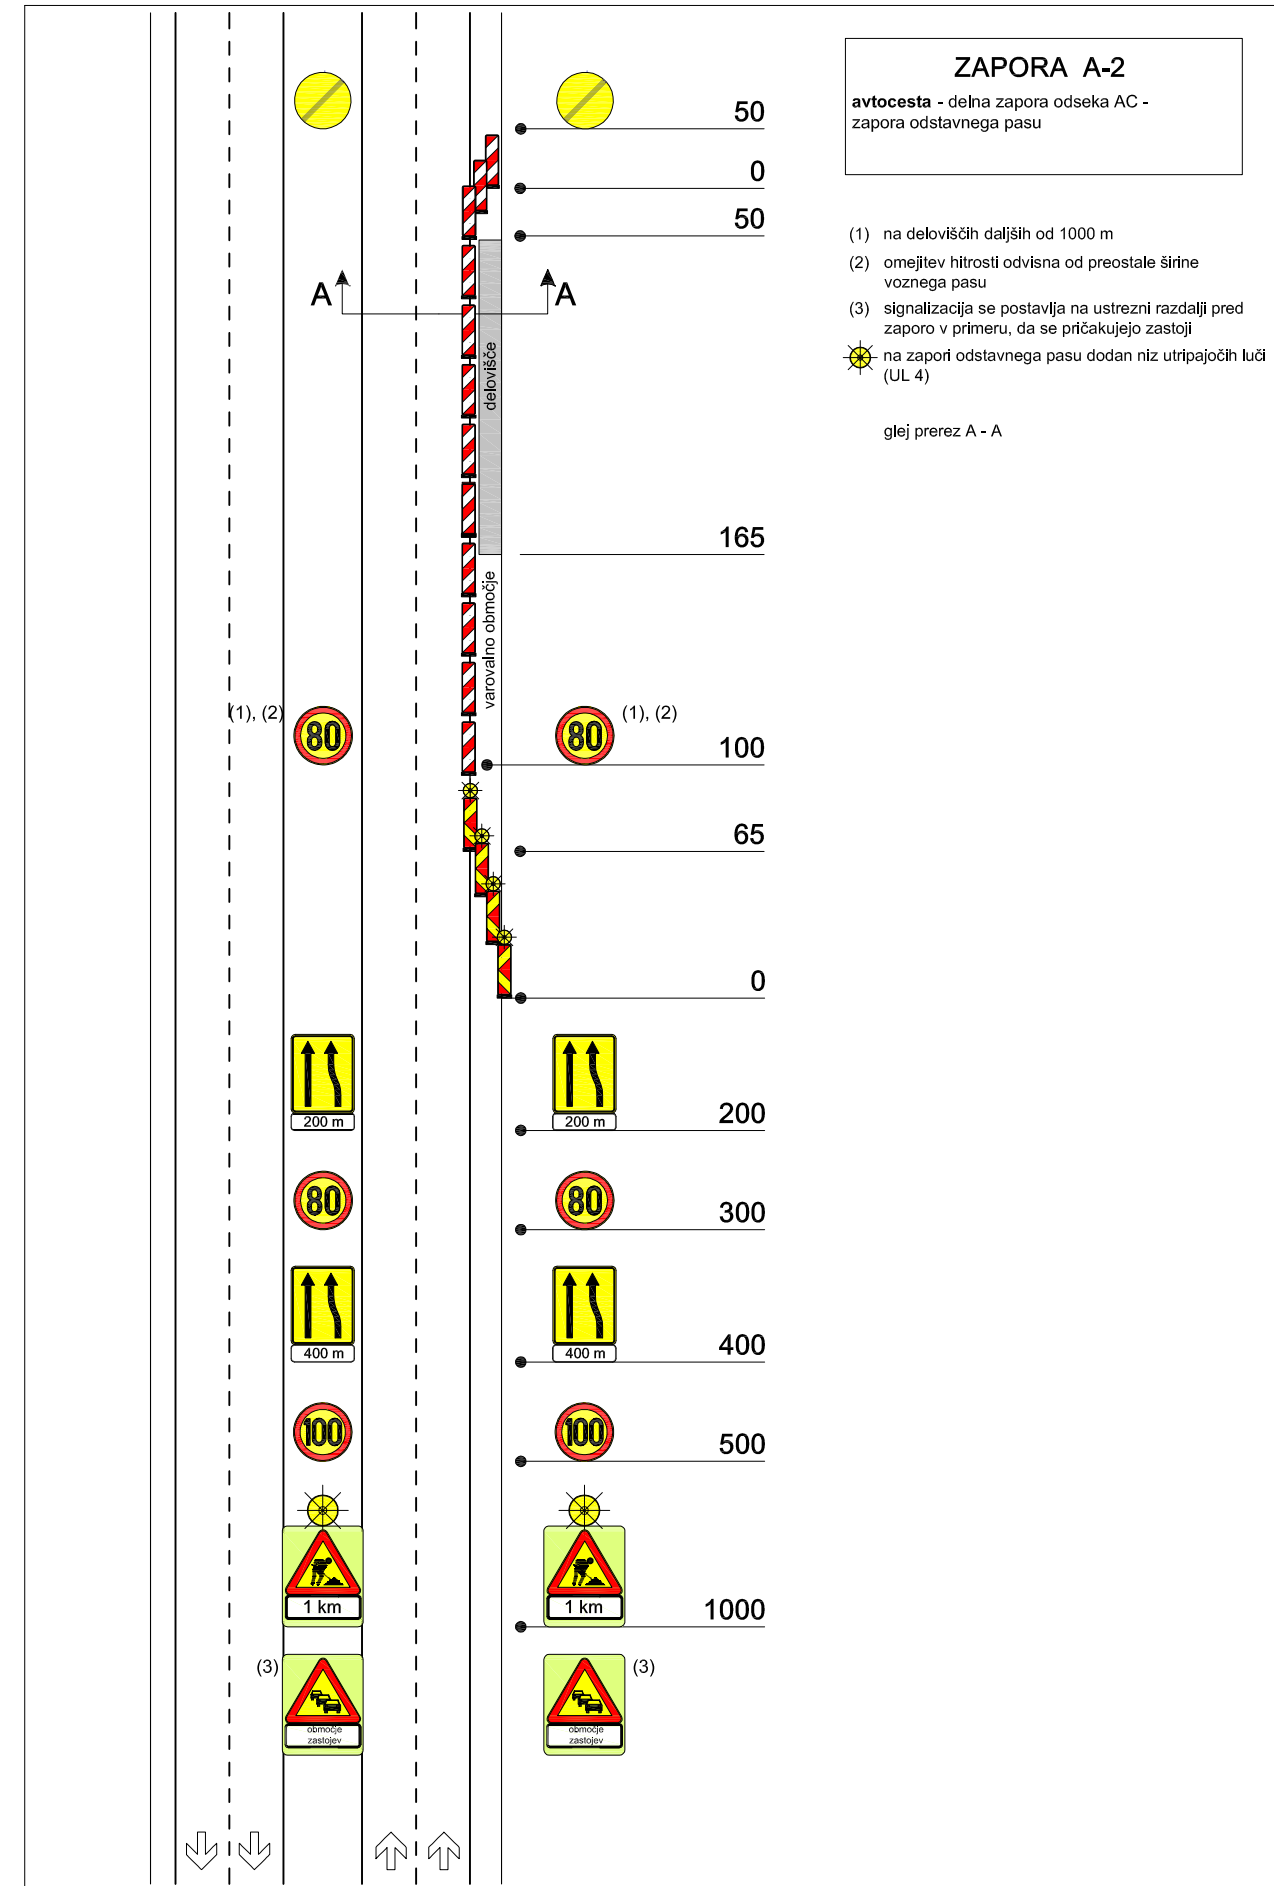 ZAPORA A-2
avtocesta - delna zapora odseka AC -
zapora odstavnega pasu
(1) na deloviščih daljših od 1000 m
(2) omejitev hitrosti odvisna od preostale širine
voznega pasu
(3) signalizacija se postavlja na ustrezni razdalji pred
zaporo v primeru, da se pričakujejo zastoji
na zapori odstavnega pasu dodan niz utripajočih luči
(UL 4)
glej prerez A - A
50
0
50
A
A
delovišče
165
varovalno območje
(1), (2)
80
80
(1), (2)
100
65
0
200 m
200 m
200
80
80
300
400 m
400 m
400
100
100
500
1 km
1 km
1000
(3)
(3)
območje
zastojev
območje
zastojev